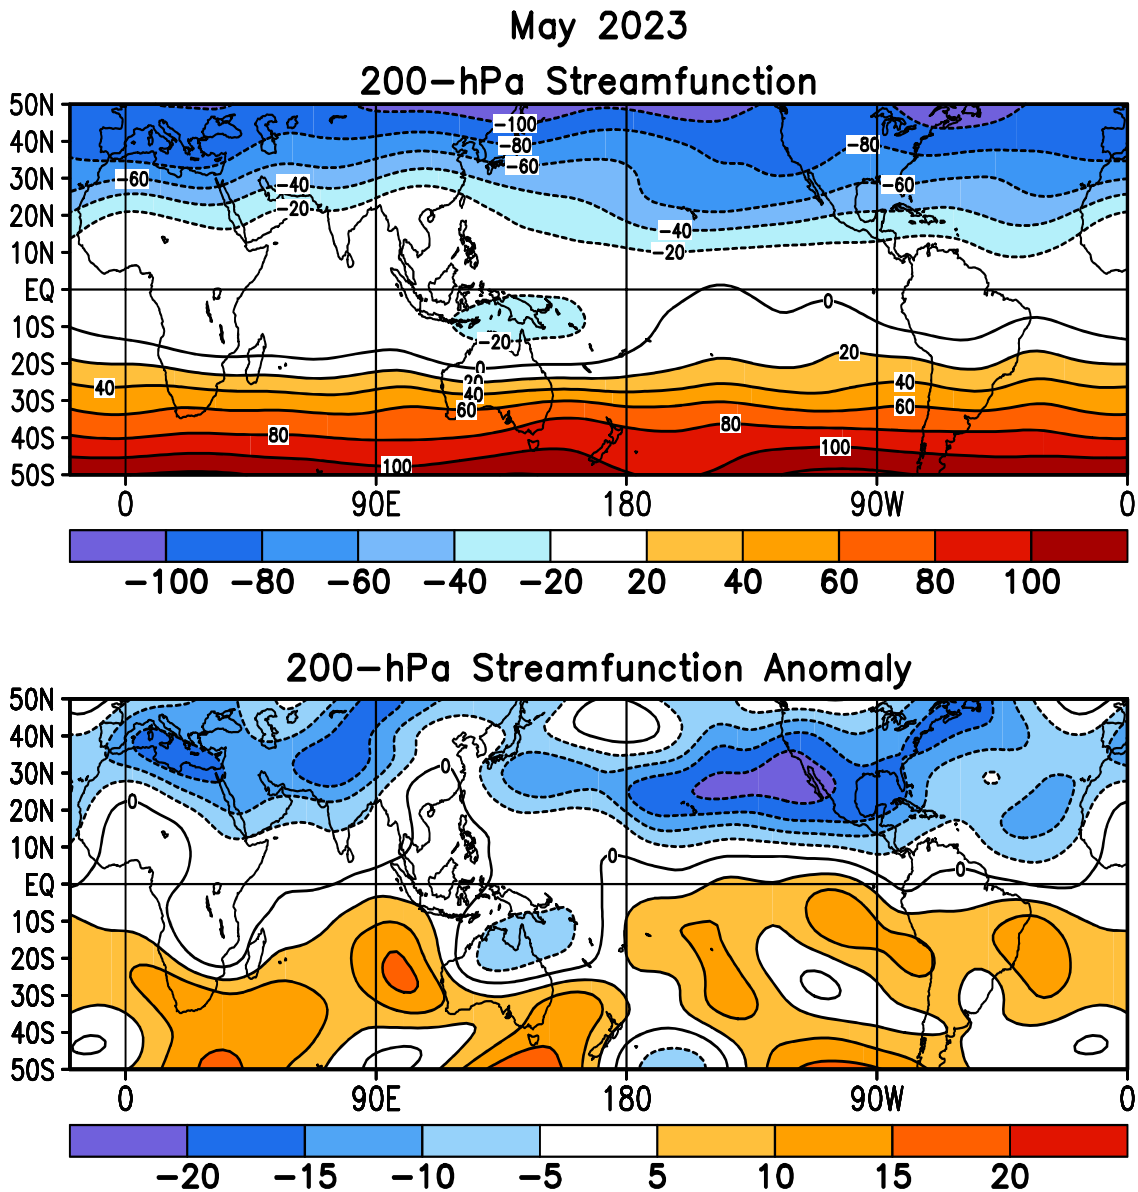 May 2023
200-hPa Streamfunction
50N
40N
30N
20N
10N
EQ
10S
20S
30S
40S
50S
-100
-80
-60
-80
-60
-40
-60
-20
-40
-20
0
-20
20
0
20
40
40
40
60
60
80
80
100
100
0 90E 180 90W 0
-100 -80 -60 -40 -20 20 40 60 80 100
200-hPa Streamfunction Anomaly
50N
40N
30N
20N
10N
EQ
10S
20S
30S
40S
50S
0
0
0
0
0 90E 180 90W 0
-20 -15 -10 -5 5 10 15 20